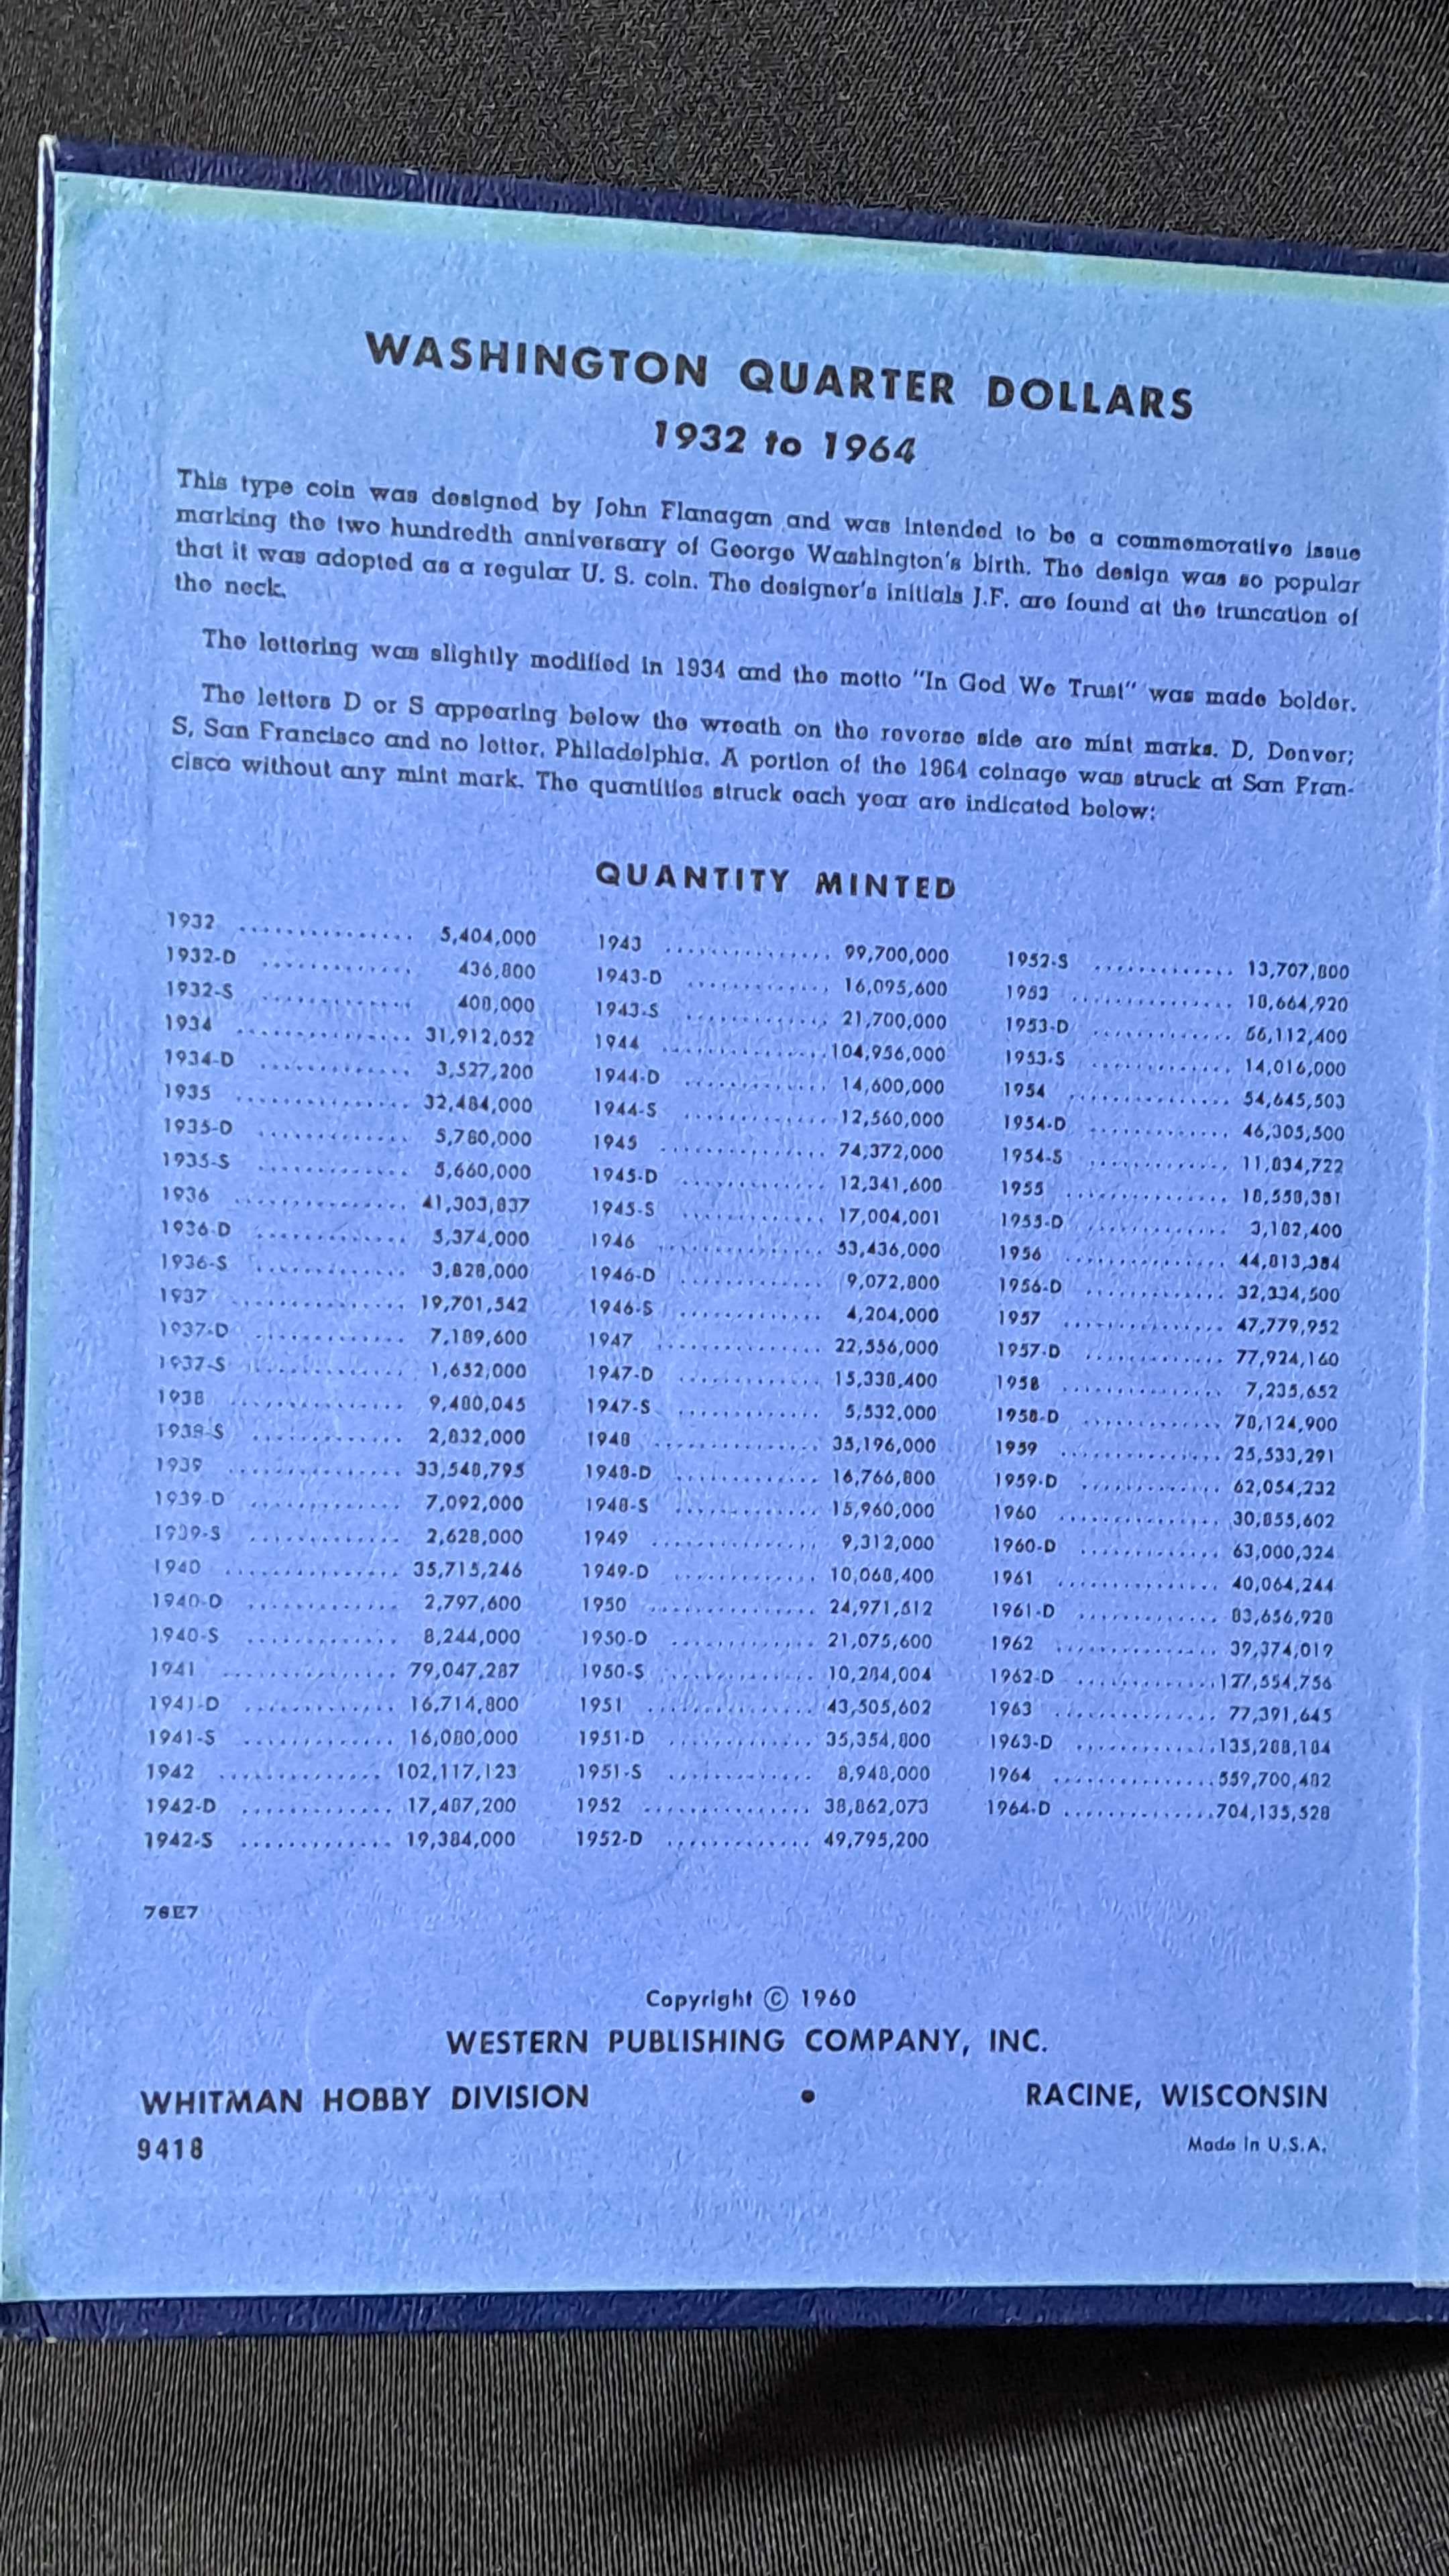 WASHINGTON QUARTER DOLLARS
1932 to 1964
This type coin was designed by John Flanagan and was intended to be a commemorative issue
marking the two hundredth anniversary of George Washington's birth. The design was so popular
that it was adopted as a regular U. S. coin. The designer's initials J.F. are found at the truncation of
the neck.
The lettering was slightly modified in 1934 and the motto "In God We Trust" was made bolder.
The letters D or S appearing below the wreath on the reverse side are mint marks. D, Denver;
S, San Francisco and no letter, Philadelphia. A portion of the 1964 coinage was struck at San Fran-
cisco without any mint mark. The quantities struck each year are indicated below:
QUANTITY MINTED
1932 ............... 5,404,000
1932-D ............. 436,800
1932-S ............. 408,000
1934 ............... 31,912,052
1934-D ............. 3,527,200
1935 ............... 32,484,000
1935-D ............. 5,780,000
1935-S ............. 5,660,000
1936 ............... 41,303,837
1936-D ............. 5,374,000
1936-S ............. 3,828,000
1937 ............... 19,701,542
1937-D ............. 7,189,600
1937-S ............. 1,652,000
1938 ............... 9,480,045
1938-S ............. 2,832,000
1939 ............... 33,548,795
1939-D ............. 7,092,000
1939-S ............. 2,628,000
1940 ............... 35,715,246
1940-D ............. 2,797,600
1940-S ............. 8,244,000
1941 ............... 79,047,287
1941-D ............. 16,714,800
1941-S ............. 16,080,000
1942 ............... 102,117,123
1942-D ............. 17,487,200
1942-S ............. 19,384,000
1943 ............... 99,700,000
1943-D ............. 16,095,600
1943-S ............. 21,700,000
1944 ............... 104,956,000
1944-D ............. 14,600,000
1944-S ............. 12,560,000
1945 ............... 74,372,000
1945-D ............. 12,341,600
1945-S ............. 17,004,001
1946 ............... 53,436,000
1946-D ............. 9,072,800
1946-S ............. 4,204,000
1947 ............... 22,556,000
1947-D ............. 15,338,400
1947-S ............. 5,532,000
1948 ............... 35,196,000
1948-D ............. 16,766,800
1948-S ............. 15,960,000
1949 ............... 9,312,000
1949-D ............. 10,068,400
1950 ............... 24,971,512
1950-D ............. 21,075,600
1950-S ............. 10,284,004
1951 ............... 43,505,602
1951-D ............. 35,354,800
1951-S ............. 8,948,000
1952 ............... 38,862,073
1952-D ............. 49,795,200
1952-S ............. 13,707,800
1953 ............... 18,664,920
1953-D ............. 56,112,400
1953-S ............. 14,016,000
1954 ............... 54,645,503
1954-D ............. 46,305,500
1954-S ............. 11,834,722
1955 ............... 18,558,381
1955-D ............. 3,182,400
1956 ............... 44,813,384
1956-D ............. 32,334,500
1957 ............... 47,779,952
1957-D ............. 77,924,160
1958 ............... 7,235,652
1958-D ............. 78,124,900
1959 ............... 25,533,291
1959-D ............. 62,054,232
1960 ............... 30,855,602
1960-D ............. 63,000,324
1961 ............... 40,064,244
1961-D ............. 83,656,928
1962 ............... 39,374,019
1962-D ............. 127,554,756
1963 ............... 77,391,645
1963-D ............. 135,288,184
1964 ............... 559,700,482
1964-D ............. 704,135,528
76E7
Copyright © 1960
WESTERN PUBLISHING COMPANY, INC.
WHITMAN HOBBY DIVISION • RACINE, WISCONSIN
9418
Made in U.S.A.